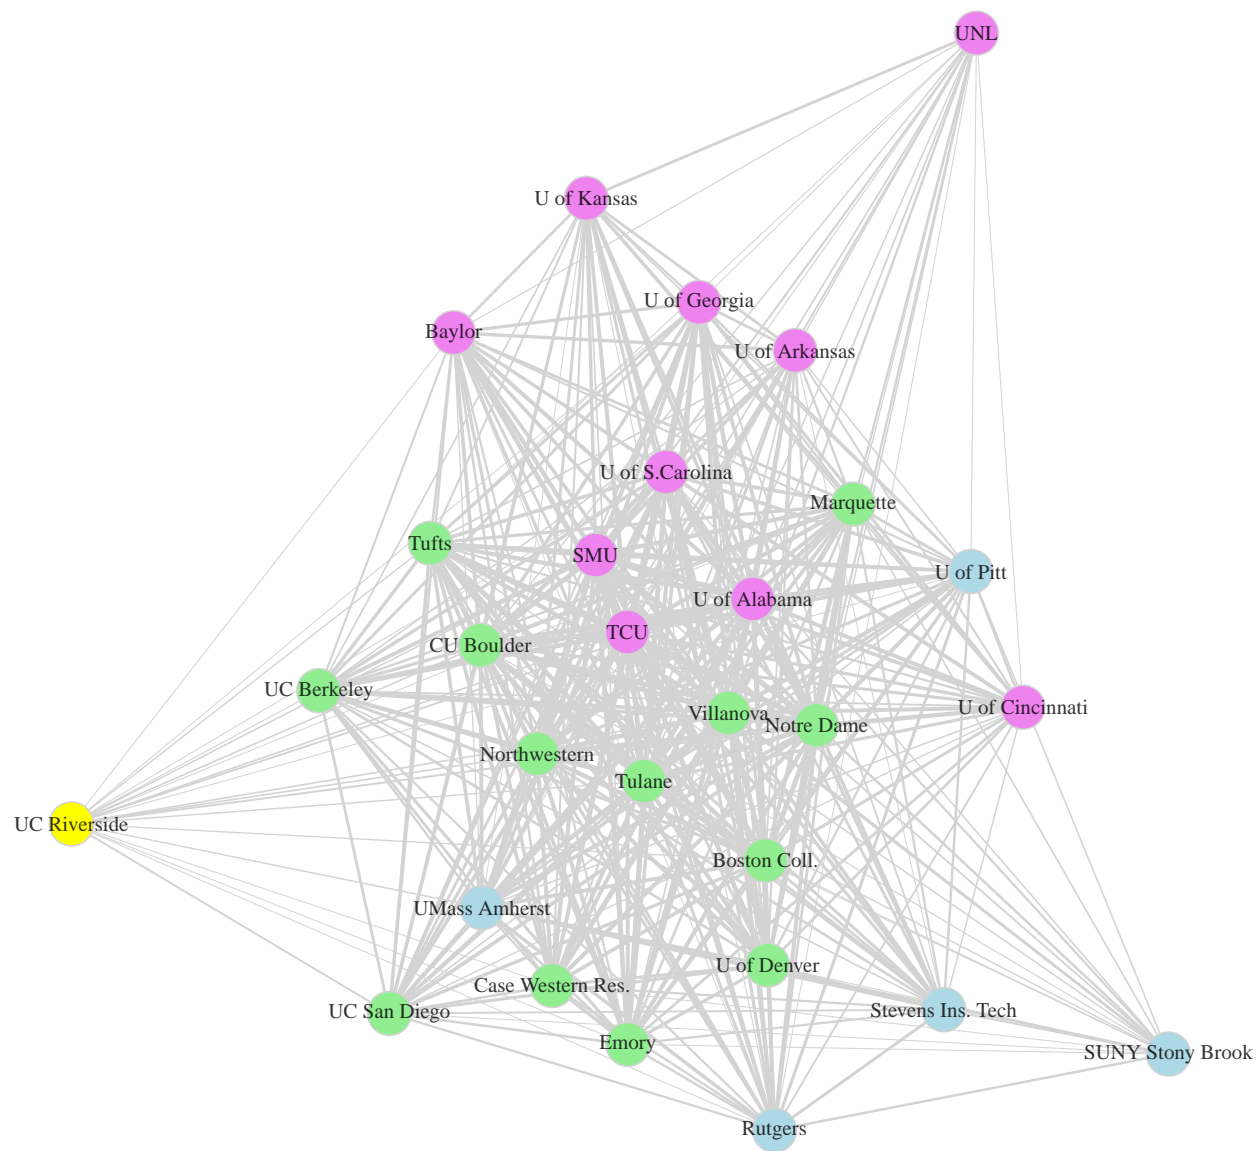 UNL
U of Kansas
U of Georgia
Baylor
U of Arkansas
U of S.Carolina
Marquette
Tufts
SMU
U of Pitt
U of Alabama
TCU
CU Boulder
UC Berkeley
U of Cincinnati
Villanova
Notre Dame
Northwestern
Tulane
UC Riverside
Boston Coll.
UMass Amherst
U of Denver
Case Western Res.
UC San Diego
Stevens Ins. Tech
Emory
SUNY Stony Brook
Rutgers